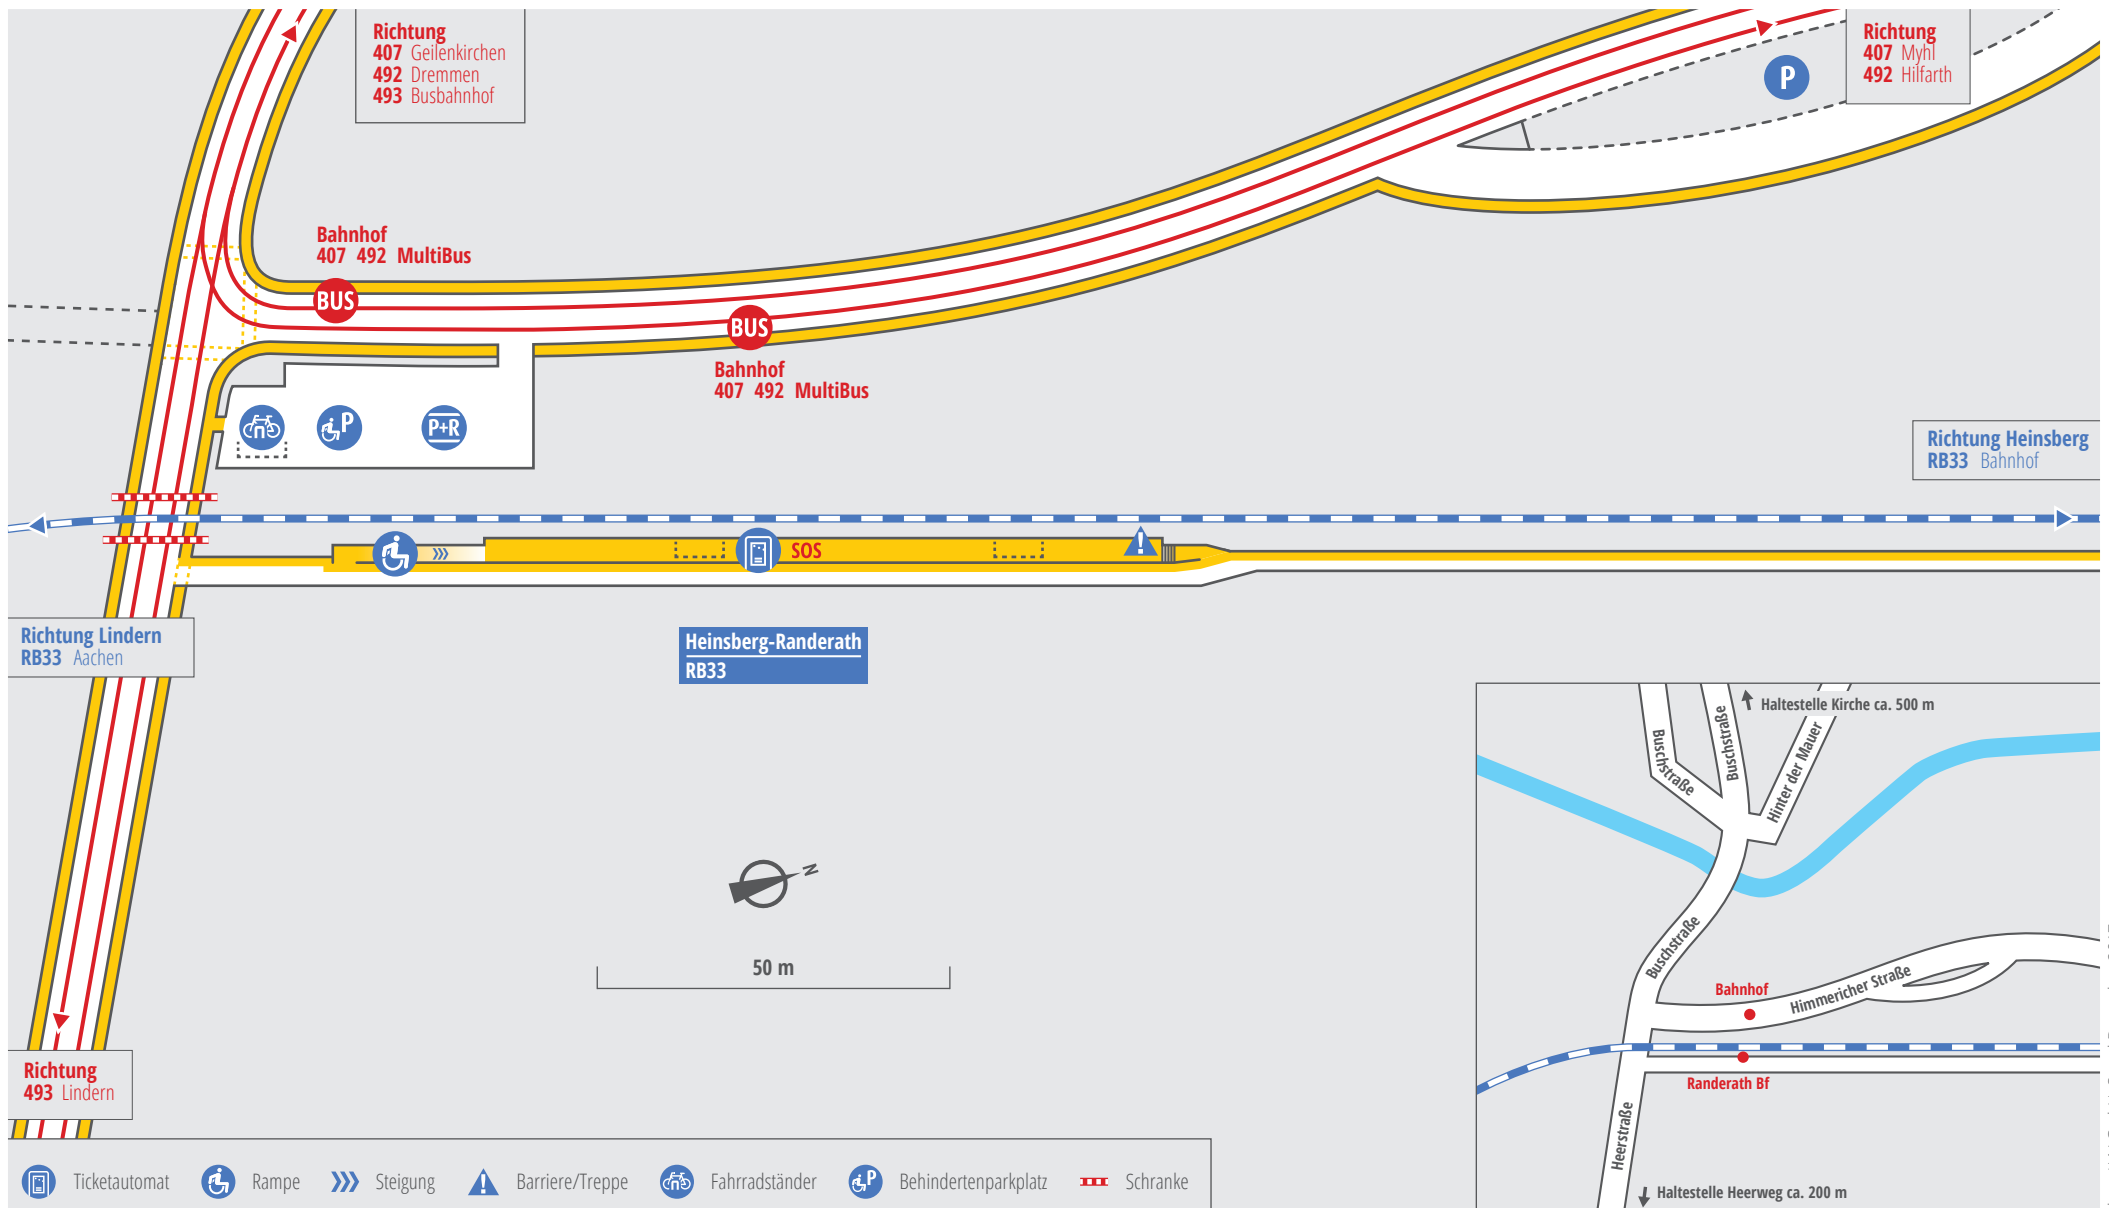 Richtung
407 Geilenkirchen
492 Dremmen
493 Busbahnhof
Richtung
407 Myhl
492 Hilfarth
P
Bahnhof
407 492 MultiBus
BUS
BUS
Bahnhof
407 492 MultiBus
P
P+R
Richtung Heinsberg
RB33 Bahnhof
SOS
Richtung Lindern
RB33 Aachen
Heinsberg-Randerath
RB33
N
50 m
Richtung
493 Lindern
Haltestelle Kirche ca. 500 m
Buschstraße
Buschstraße
Hinter der Mauer
Buschstraße
Bahnhof
Himmericher Straße
Randerath Bf
Heerstraße
Haltestelle Heerweg ca. 200 m
Ticketautomat
Rampe
Steigung
Barriere/Treppe
Fahrradständer
P
Behindertenparkplatz
Schranke